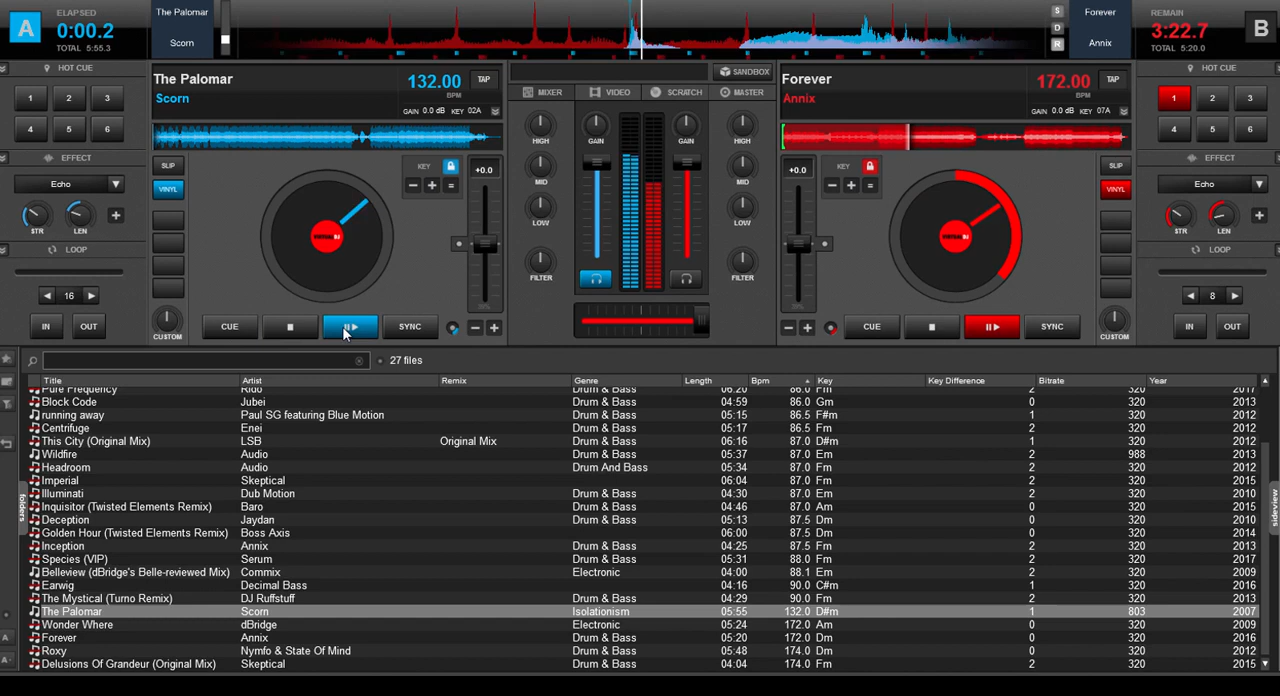 A ELAPSED 0:00.2 TOTAL 5:55.3 The Palomar Scorn S D R Forever Annix REMAIN 3:22.7 TOTAL 5:20.0 B
HOT CUE
The Palomar 132.00 TAP
Scorn BPM
GAIN 0.0 dB KEY 02A
SANDBOX
MIXER VIDEO SCRATCH MASTER
Forever 172.00 TAP
Annix BPM
GAIN 0.0 dB KEY 07A
HOT CUE
1 2 3
4 5 6
EFFECT
Echo
STR LEN
LOOP
16
IN OUT
SLIP
VINYL
CUSTOM
KEY
+0.0
CUE SYNC
HIGH GAIN GAIN HIGH
MID MID
LOW LOW
FILTER FILTER
+0.0
KEY
CUE SYNC
SLIP
VINYL
CUSTOM
1 2 3
4 5 6
EFFECT
Echo
STR LEN
LOOP
8
IN OUT
27 files
Title Artist Remix Genre Length Bpm Key Key Difference Bitrate Year
Pure Frequency Rido Drum & Bass 06:20 86.0 Fm 2 320 2017
Block Code Jubei Drum & Bass 04:59 86.0 Gm 0 320 2013
running away Paul SG featuring Blue Motion Drum & Bass 05:15 86.5 F#m 1 320 2012
Centrifuge Enei Drum & Bass 05:17 86.5 Fm 2 320 2012
This City (Original Mix) LSB Original Mix Drum & Bass 06:16 87.0 D#m 1 320 2012
Wildfire Audio Drum & Bass 05:37 87.0 Em 2 988 2013
Headroom Audio Drum And Bass 05:34 87.0 Fm 2 320 2012
Imperial Skeptical 06:04 87.0 Fm 2 320 2015
Illuminati Dub Motion Drum & Bass 04:30 87.0 Em 2 320 2010
Inquisitor (Twisted Elements Remix) Baro Drum & Bass 04:46 87.0 Am 0 320 2011
Deception Jaydan Drum & Bass 05:13 87.5 Dm 0 320 2010
Golden Hour (Twisted Elements Remix) Boss Axis Drum & Bass 06:00 87.5 Dm 0 320 2013
Inception Annix Drum & Bass 04:25 87.5 Fm 2 320 2014
Species (VIP) Serum Drum & Bass 05:31 88.0 Fm 2 320 2017
Belleview (dBridge's Belle-reviewed Mix) Commix Electronic 04:00 88.1 Em 2 320 2009
Earwig Decimal Bass 04:16 90.0 C#m 1 320 2016
The Mystical (Turno Remix) DJ Ruffstuff Drum & Bass 04:29 90.0 Fm 2 320 2013
The Palomar Scorn Isolationism 05:55 132.0 D#m 1 803 2007
Wonder Where dBridge Electronic 05:24 172.0 Am 0 320 2009
Forever Annix Drum & Bass 05:20 172.0 Dm 0 320 2016
Roxy Nymfo & State Of Mind Drum & Bass 05:48 174.0 Dm 0 320 2012
Delusions Of Grandeur (Original Mix) Skeptical Drum & Bass 04:04 174.0 Fm 2 320 2015
folders
sideview